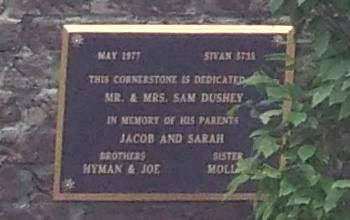 MAY 1977 SIVAN 5735
THIS CORNERSTONE IS DEDICATED
MR. & MRS. SAM DUSHEY
IN MEMORY OF HIS PARENTS
JACOB AND SARAH
BROTHERS SISTER
HYMAN & JOE